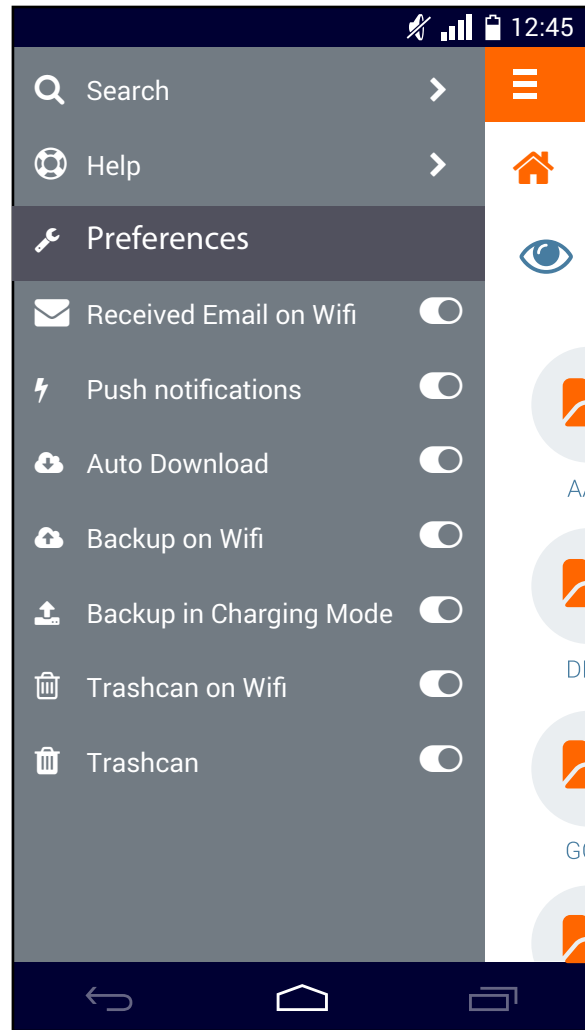 12:45
Search
Help
Preferences
Received Email on Wifi
Push notifications
Auto Download
Backup on Wifi
Backup in Charging Mode
Trashcan on Wifi
Trashcan